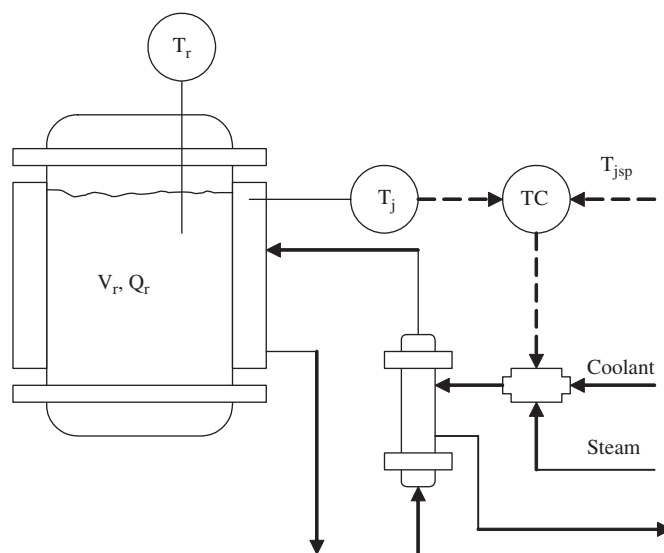 T_r
T_j
TC
T_jsp
V_r, Q_r
Coolant
Steam